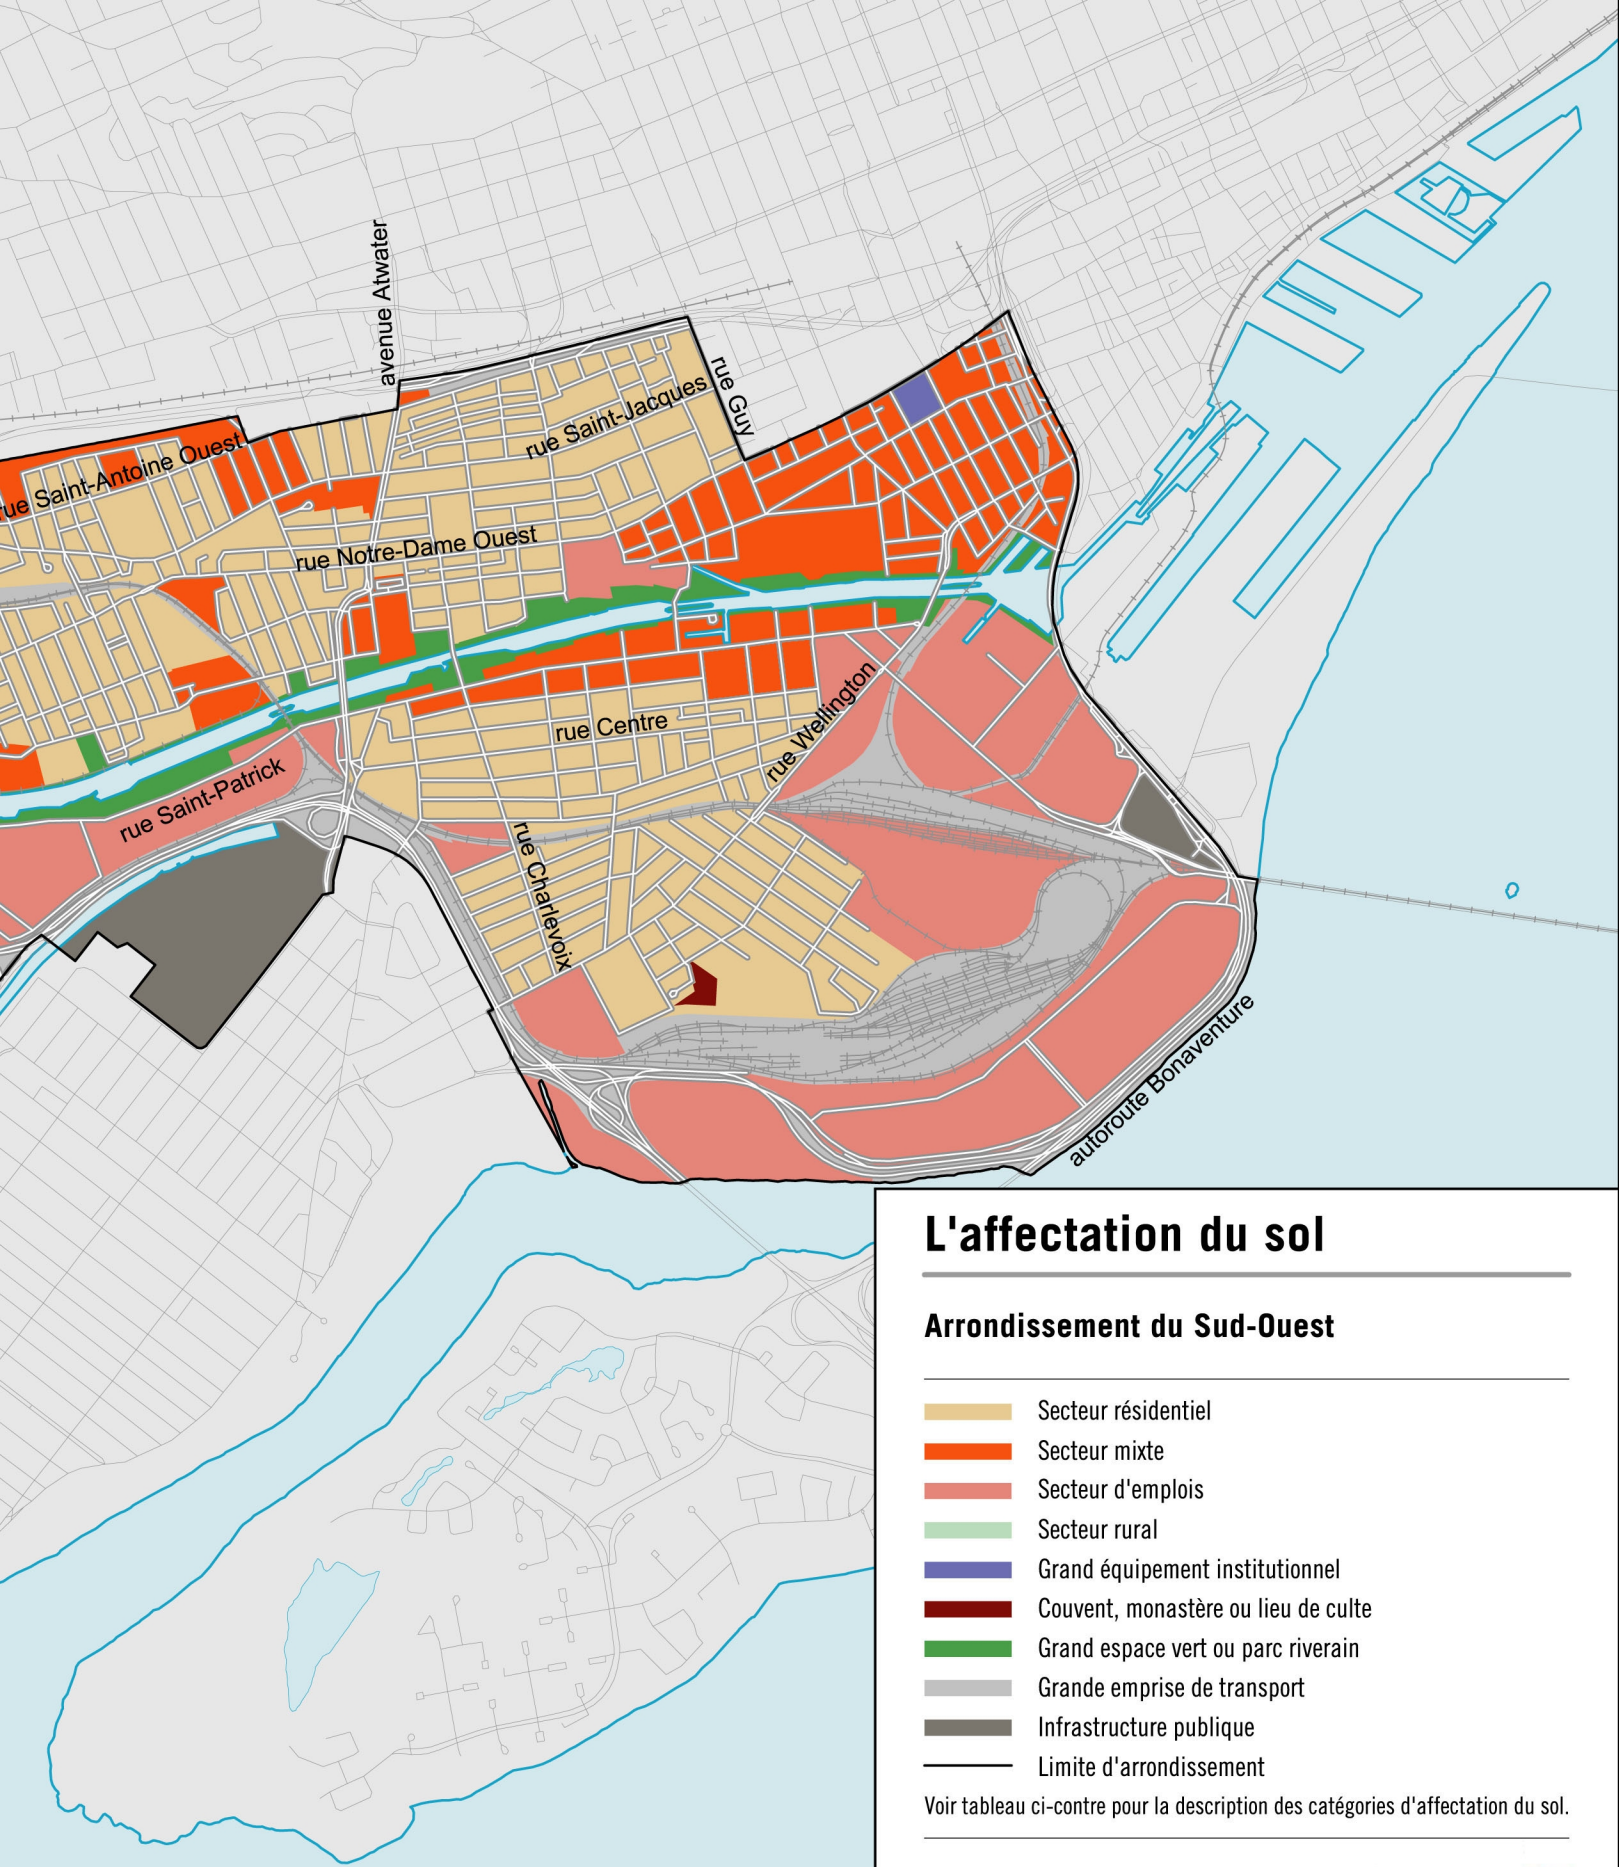 avenue Atwater
rue Guy
rue Saint-Jacques
rue Saint-Antoine Ouest
rue Notre-Dame Ouest
rue Centre
rue Wellington
rue Saint-Patrick
rue Charlevoix
autoroute Bonaventure
L'affectation du sol
Arrondissement du Sud-Ouest
Secteur résidentiel
Secteur mixte
Secteur d'emplois
Secteur rural
Grand équipement institutionnel
Couvent, monastère ou lieu de culte
Grand espace vert ou parc riverain
Grande emprise de transport
Infrastructure publique
Limite d'arrondissement
Voir tableau ci-contre pour la description des catégories d'affectation du sol.